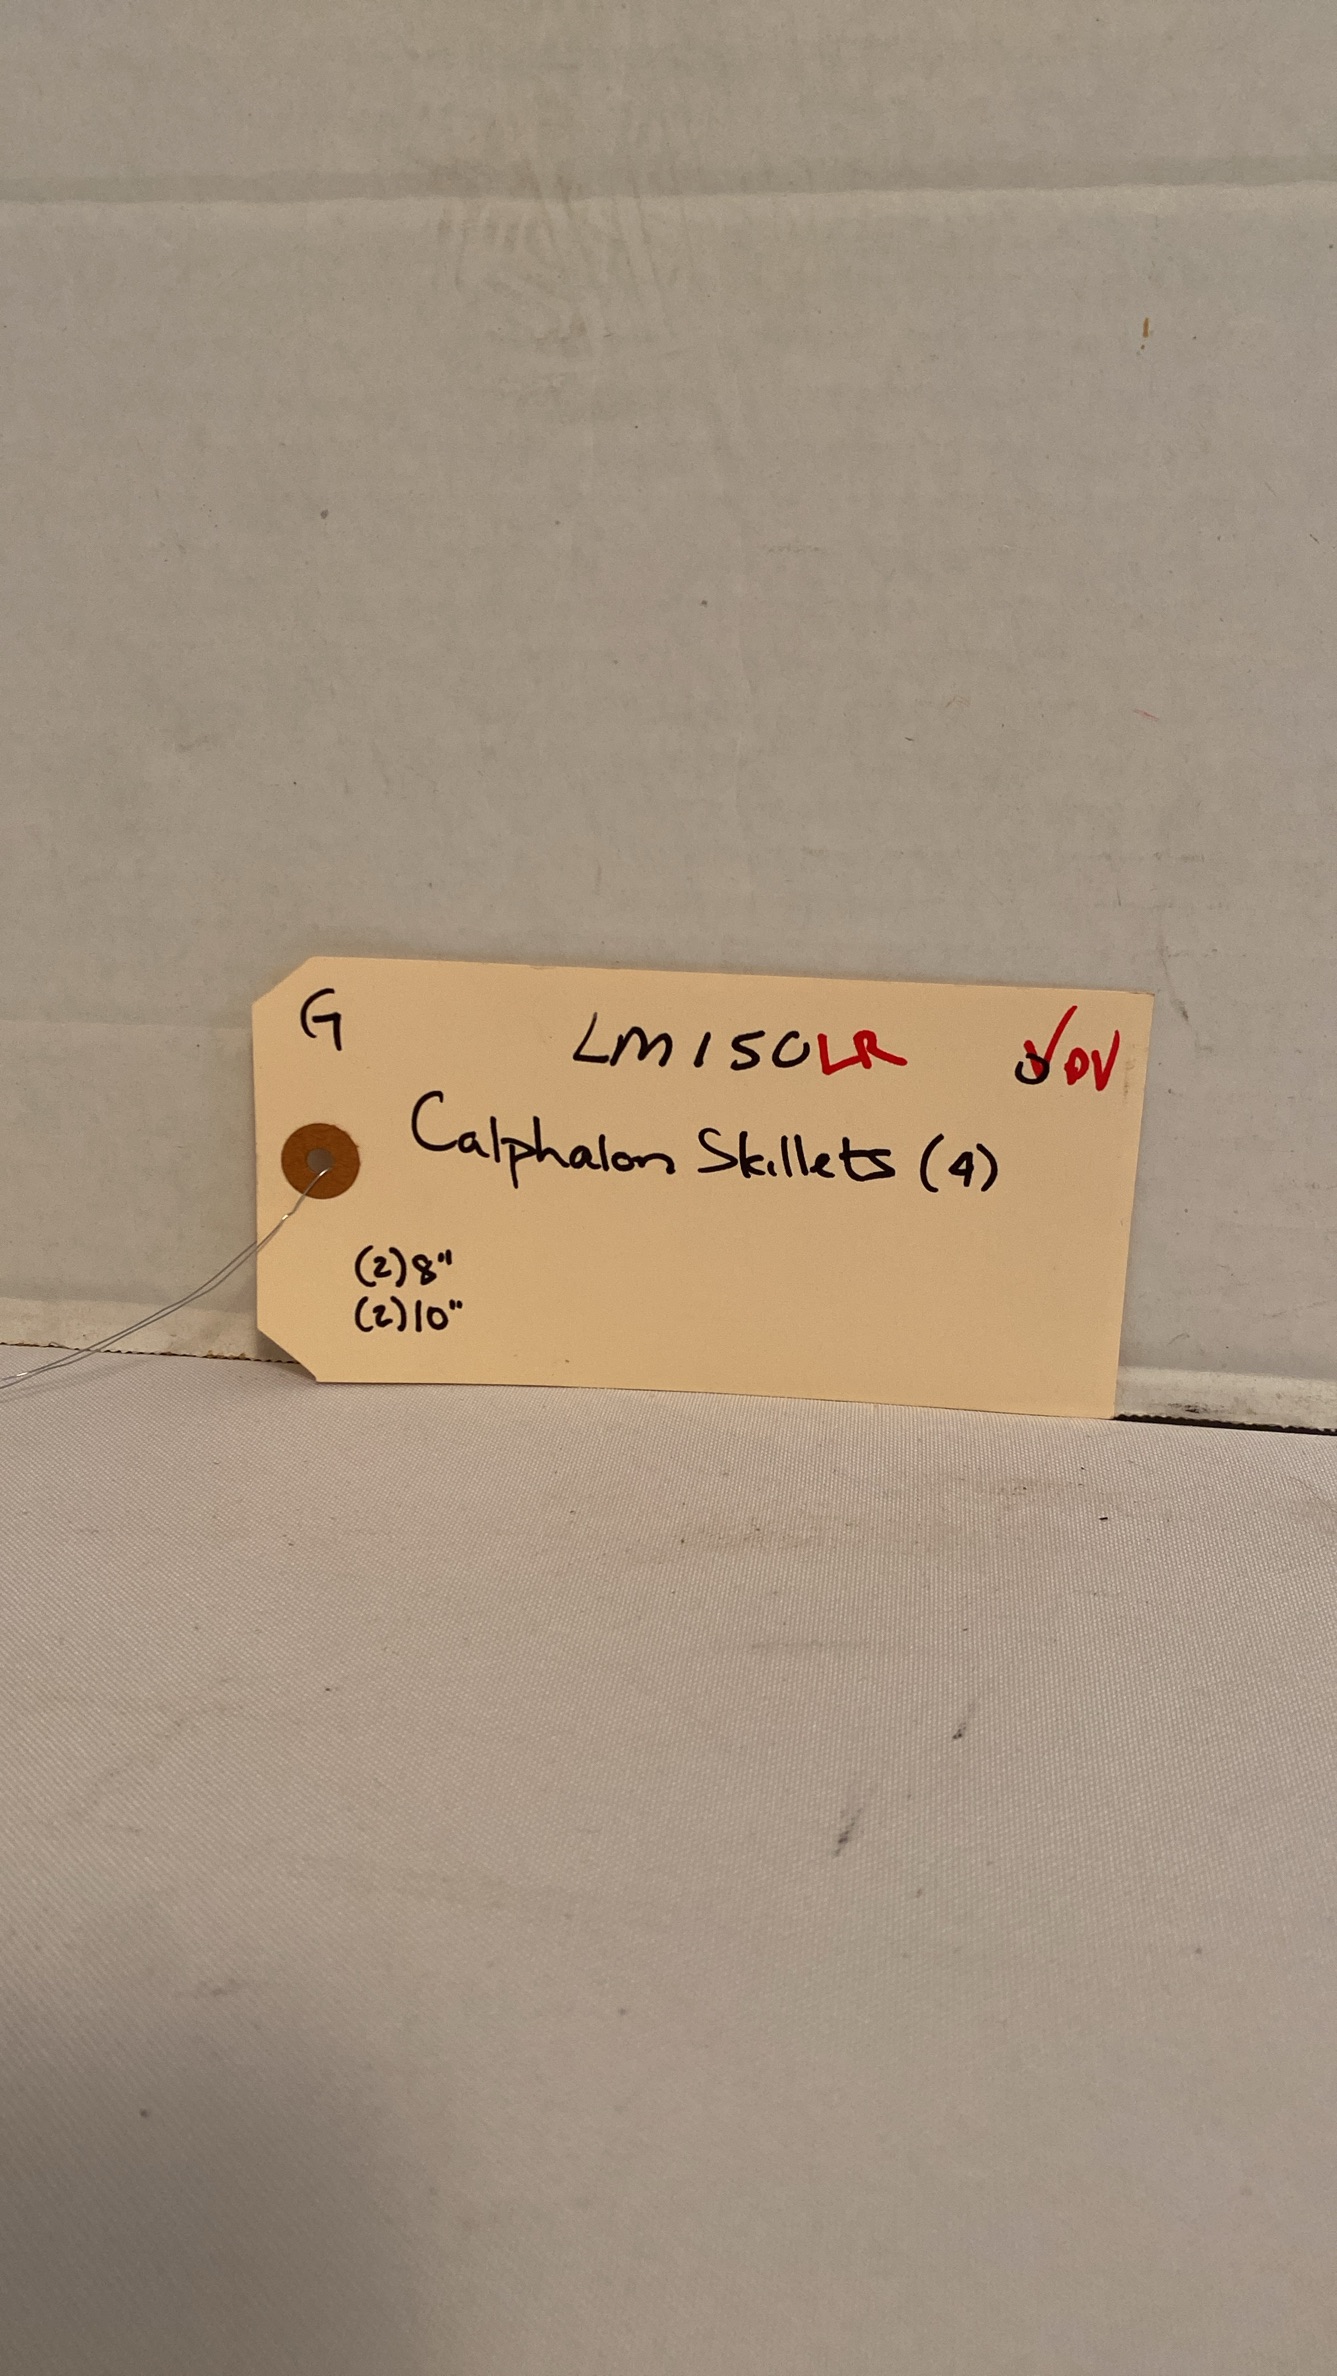 G
LM150LR J✓DV
Calphalon Skillets (4)
(2) 8"
(2) 10"